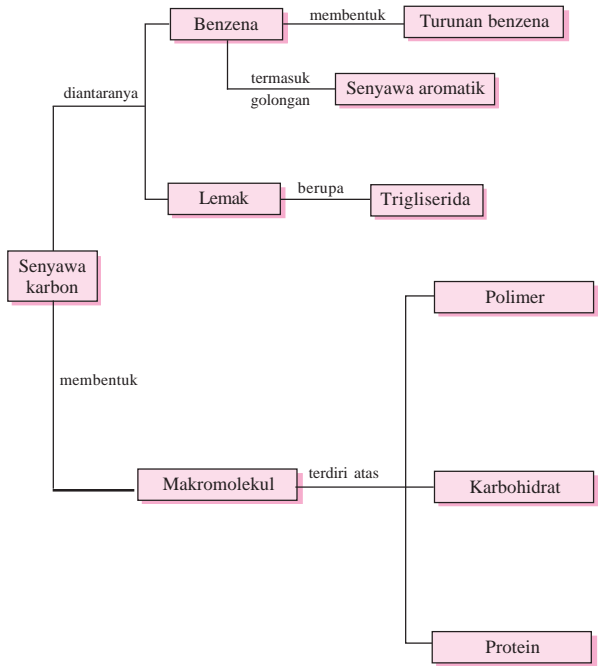 Benzena
membentuk
Turunan benzena
diantaranya
termasuk
golongan
Senyawa aromatik
Lemak
berupa
Trigliserida
Senyawa
karbon
Polimer
membentuk
Makromolekul
terdiri atas
Karbohidrat
Protein